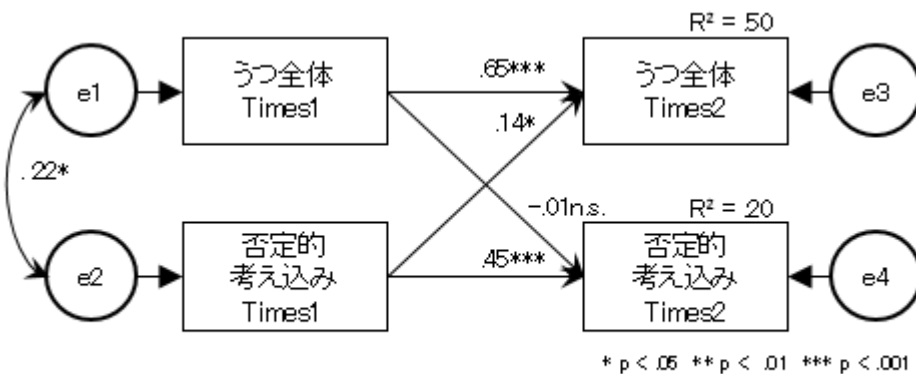 R² = .50
e1
うつ全体
Times1
.65***
うつ全体
Times2
e3
.14*
.22*
-.01n.s.
R² = .20
e2
否定的
考え込み
Times1
.45***
否定的
考え込み
Times2
e4
* p < .05 ** p < .01 *** p < .001